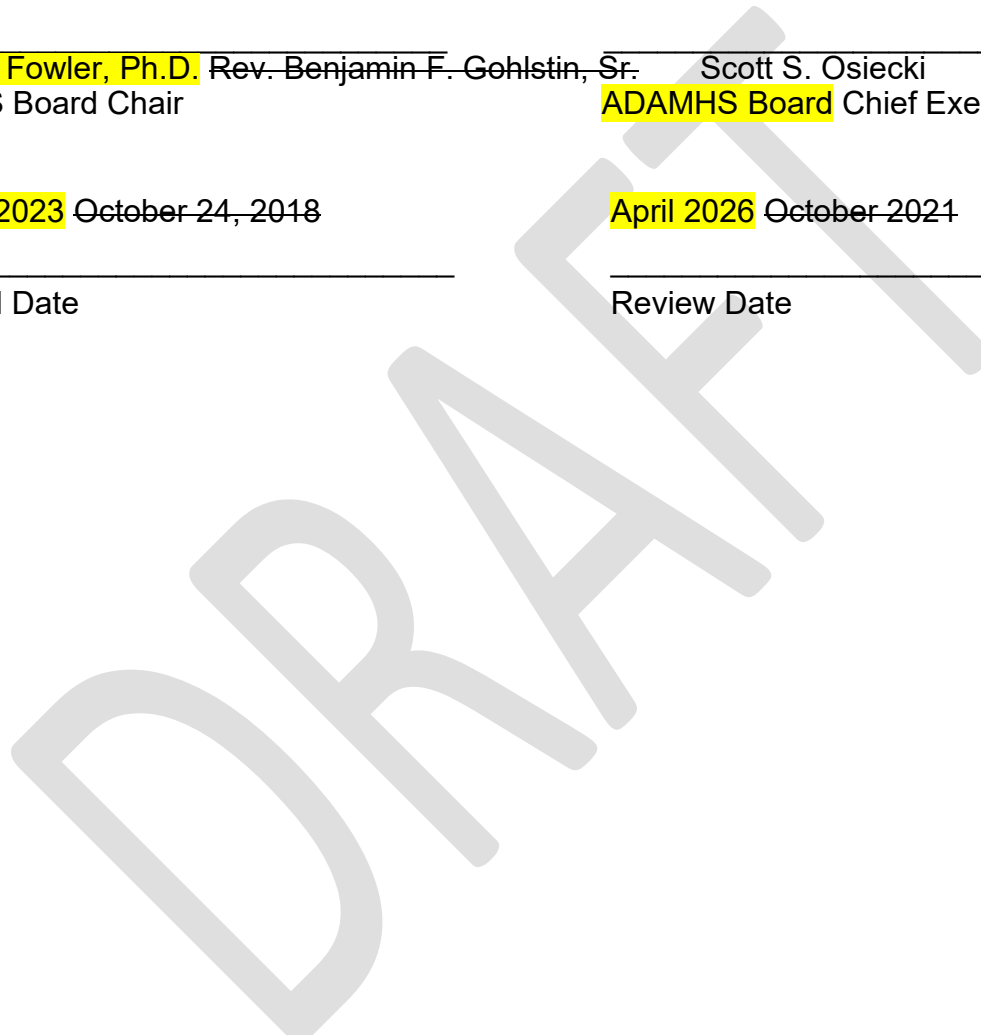 Fowler, Ph.D. Rev. Benjamin F. Gohlstin, Sr. Scott S. Osiecki
S Board Chair ADAMHS Board Chief Exe
2023 October 24, 2018 April 2026 October 2021
Date Review Date
DRAFT